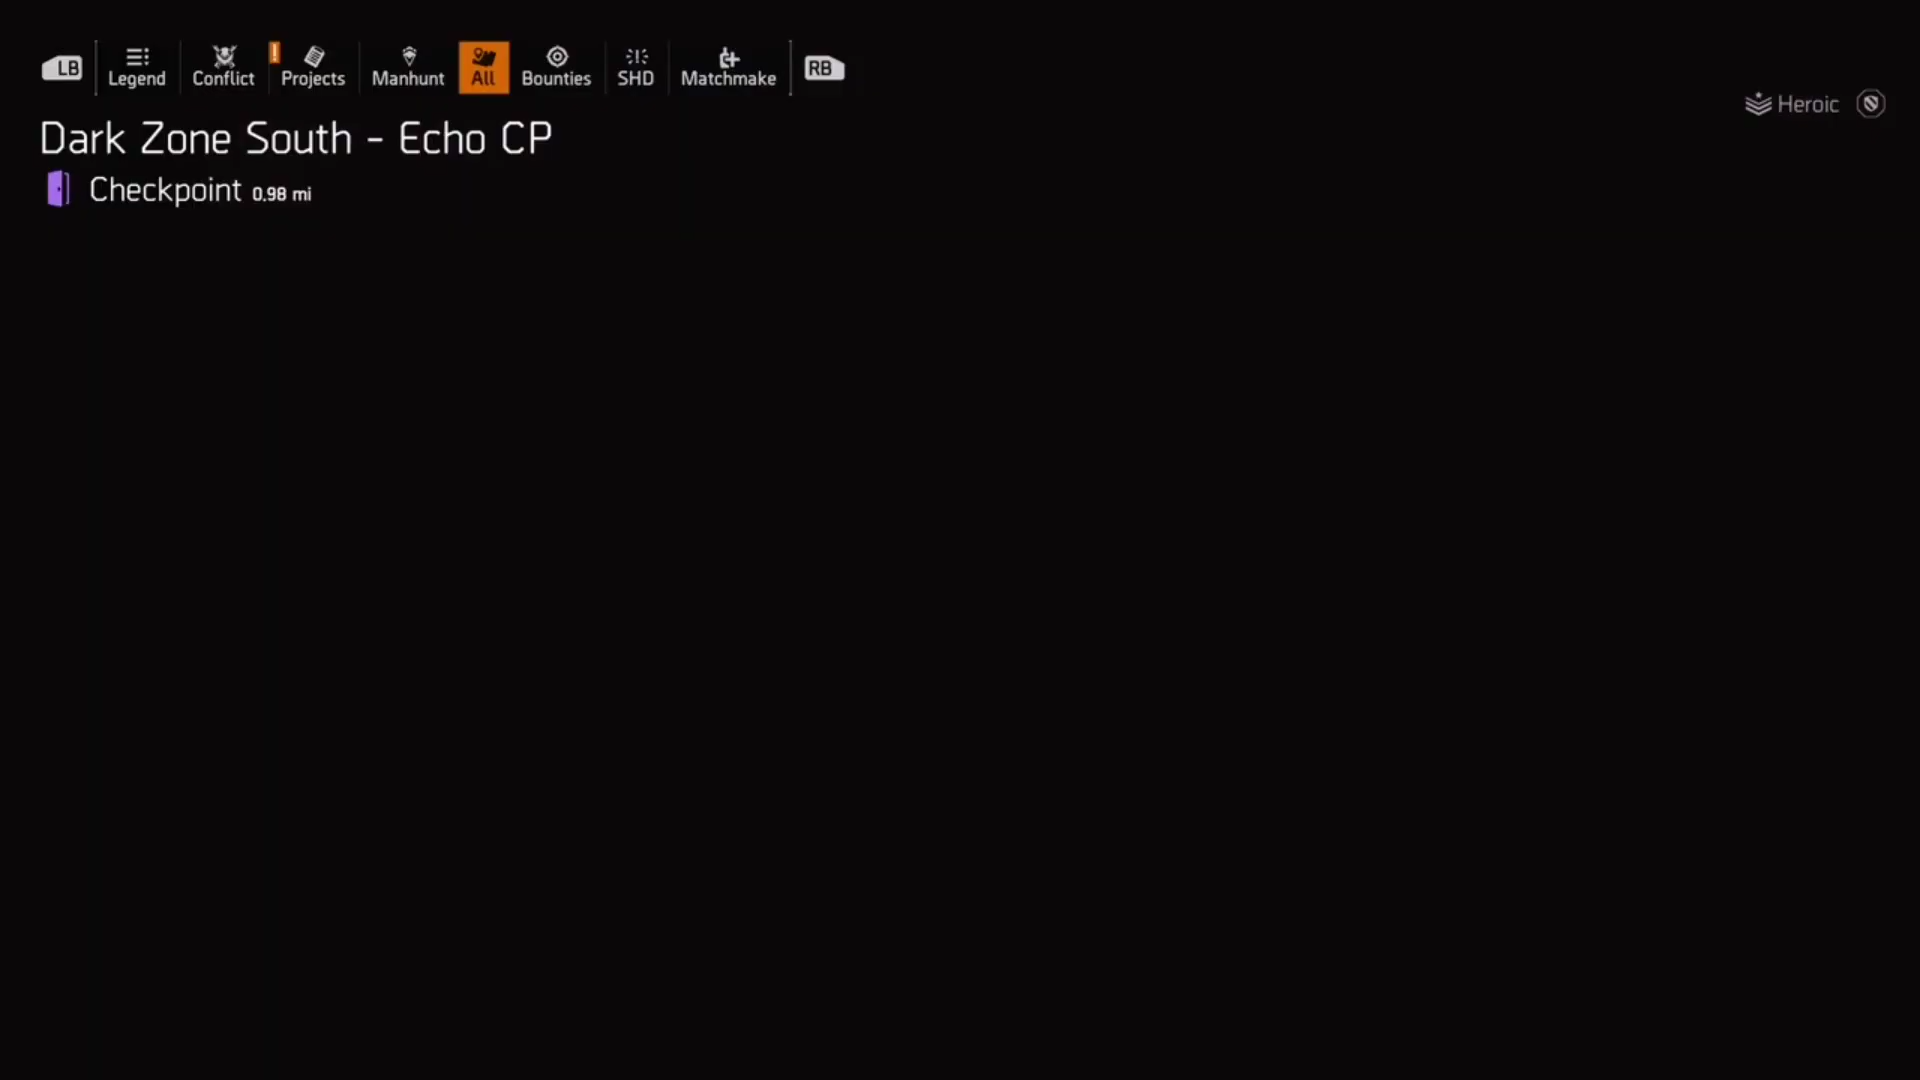 LB Legend Conflict ! Projects Manhunt All Bounties SHD Matchmake RB
Heroic
Dark Zone South - Echo CP
Checkpoint 0.98 mi